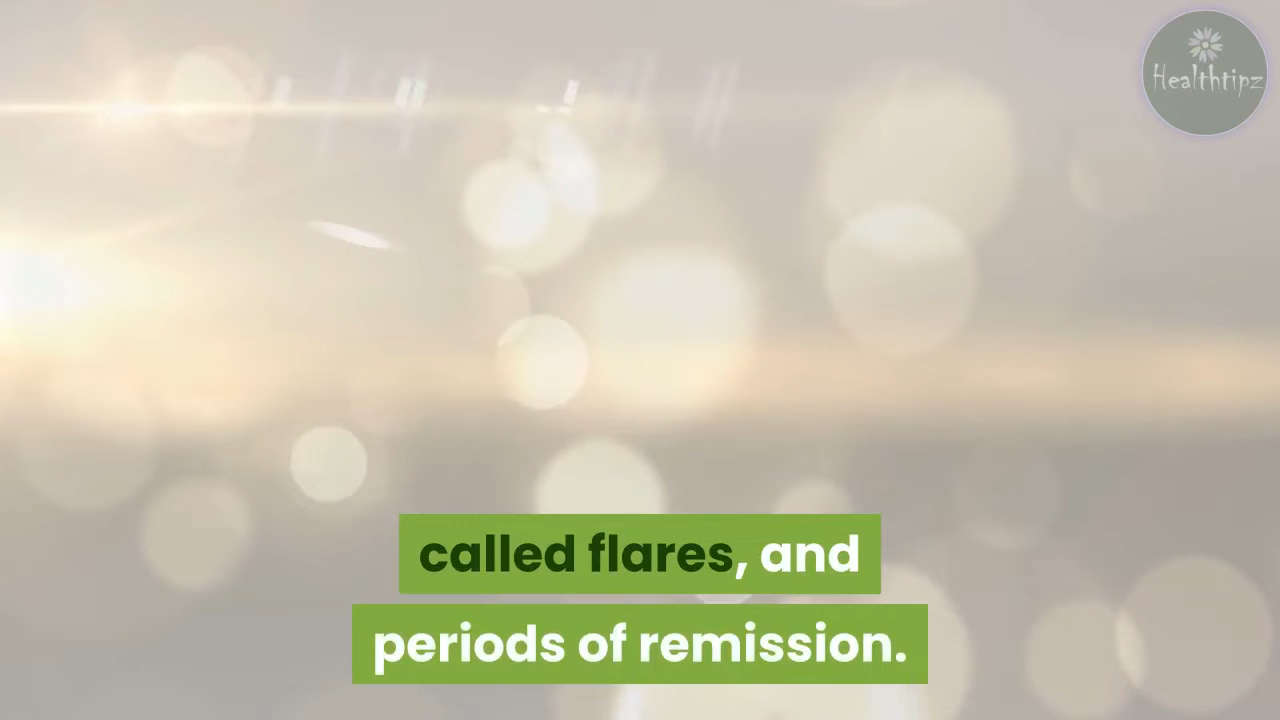 Healthtipz
called flares, and
periods of remission.